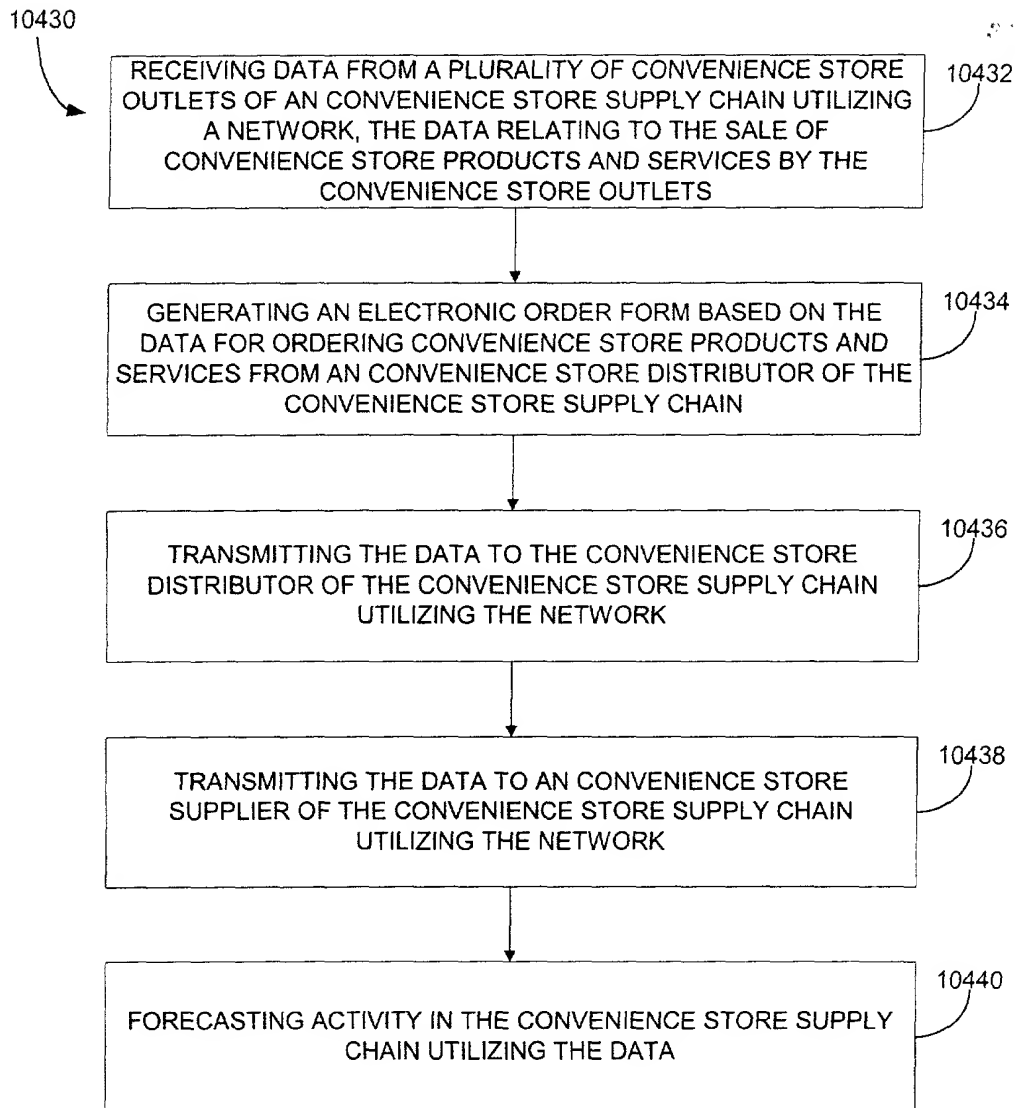 10430
RECEIVING DATA FROM A PLURALITY OF CONVENIENCE STORE
OUTLETS OF AN CONVENIENCE STORE SUPPLY CHAIN UTILIZING
A NETWORK, THE DATA RELATING TO THE SALE OF
CONVENIENCE STORE PRODUCTS AND SERVICES BY THE
CONVENIENCE STORE OUTLETS
10432
GENERATING AN ELECTRONIC ORDER FORM BASED ON THE
DATA FOR ORDERING CONVENIENCE STORE PRODUCTS AND
SERVICES FROM AN CONVENIENCE STORE DISTRIBUTOR OF THE
CONVENIENCE STORE SUPPLY CHAIN
10434
TRANSMITTING THE DATA TO THE CONVENIENCE STORE
DISTRIBUTOR OF THE CONVENIENCE STORE SUPPLY CHAIN
UTILIZING THE NETWORK
10436
TRANSMITTING THE DATA TO AN CONVENIENCE STORE
SUPPLIER OF THE CONVENIENCE STORE SUPPLY CHAIN
UTILIZING THE NETWORK
10438
FORECASTING ACTIVITY IN THE CONVENIENCE STORE SUPPLY
CHAIN UTILIZING THE DATA
10440